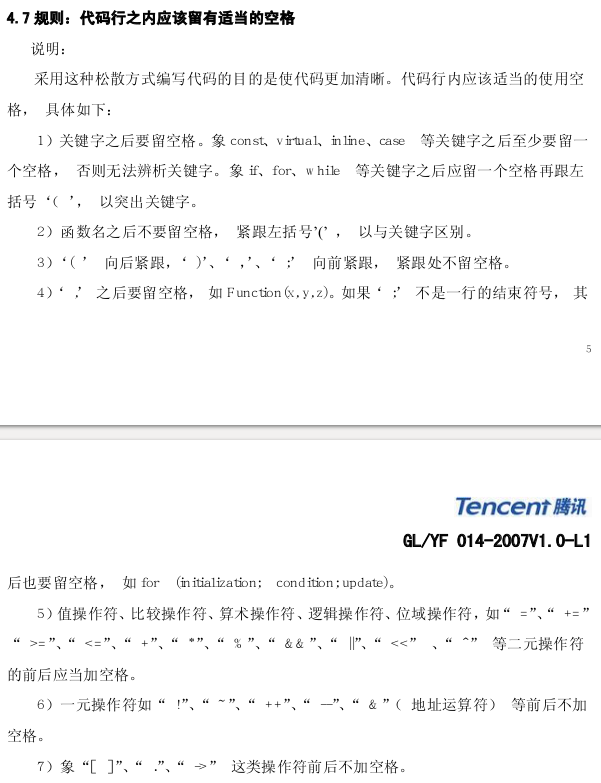 4.7 规则：代码行之内应该留有适当的空格
说明：
采用这种松散方式编写代码的目的是使代码更加清晰。代码行内应该适当的使用空
格， 具体如下：
1）关键字之后要留空格。象 const、virtual、inline、case 等关键字之后至少要留一
个空格， 否则无法辨析关键字。象 if、for、while 等关键字之后应留一个空格再跟左
括号‘( ’， 以突出关键字。
2）函数名之后不要留空格， 紧跟左括号’(’ ， 以与关键字区别。
3）‘( ’ 向后紧跟，‘ )’、‘ ,’、‘ ;’ 向前紧跟， 紧跟处不留空格。
4）‘ ,’ 之后要留空格， 如 Function(x,y,z)。如果‘ ;’ 不是一行的结束符号， 其
5
Tencent 腾讯
GL/YF 014-2007V1.0-L1
后也要留空格， 如 for (initialization; condition;update)。
5）值操作符、比较操作符、算术操作符、逻辑操作符、位域操作符，如“ =”、“ +=”
“ >=”、“ <=”、“ +”、“ *”、“ % ”、“ && ”、“ ||”、“ <<” 、“ ^” 等二元操作符
的前后应当加空格。
6）一元操作符如“ !”、“ ~”、“ ++”、“ --”、“ & ”（ 地址运算符） 等前后不加
空格。
7）象“[ ]”、“ .”、“ ->” 这类操作符前后不加空格。